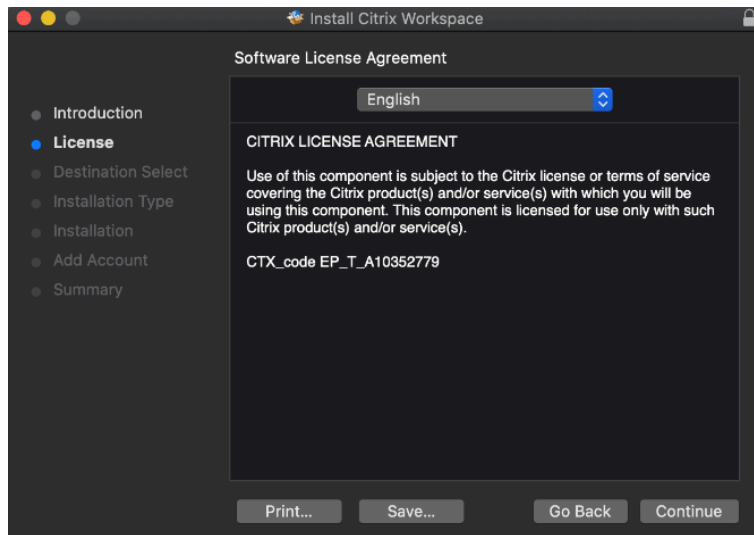 Install Citrix Workspace
Software License Agreement
Introduction
License
Destination Select
Installation Type
Installation
Add Account
Summary
English
CITRIX LICENSE AGREEMENT
Use of this component is subject to the Citrix license or terms of service
covering the Citrix product(s) and/or service(s) with which you will be
using this component. This component is licensed for use only with such
Citrix product(s) and/or service(s).
CTX_code EP_T_A10352779
Print... Save... Go Back Continue